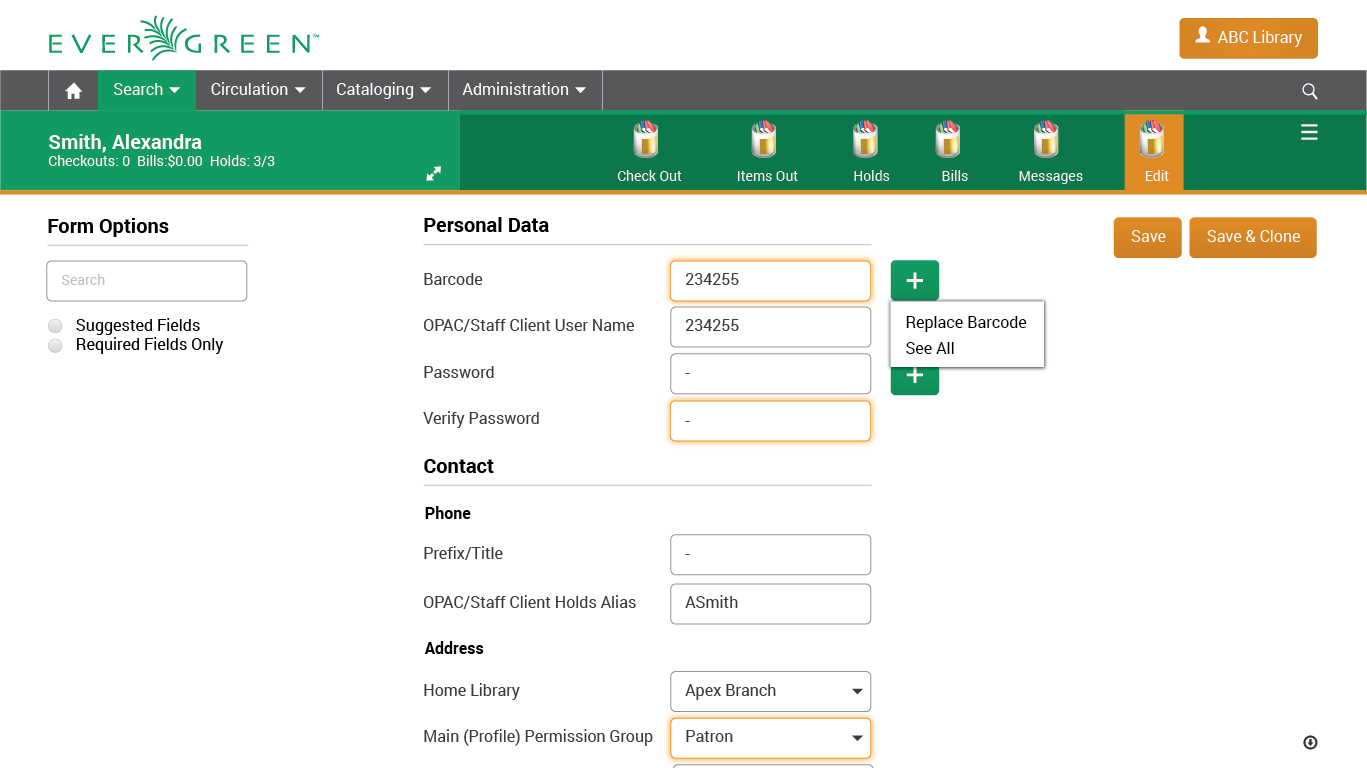 EVERGREEN™
ABC Library
Search
Circulation
Cataloging
Administration
Smith, Alexandra
Checkouts: 0 Bills:$0.00 Holds: 3/3
Check Out
Items Out
Holds
Bills
Messages
Edit
Form Options
Search
Suggested Fields
Required Fields Only
Personal Data
Save
Save & Clone
Barcode
234255
+
Replace Barcode
See All
OPAC/Staff Client User Name
234255
Password
-
+
Verify Password
-
Contact
Phone
Prefix/Title
-
OPAC/Staff Client Holds Alias
ASmith
Address
Home Library
Apex Branch
Main (Profile) Permission Group
Patron